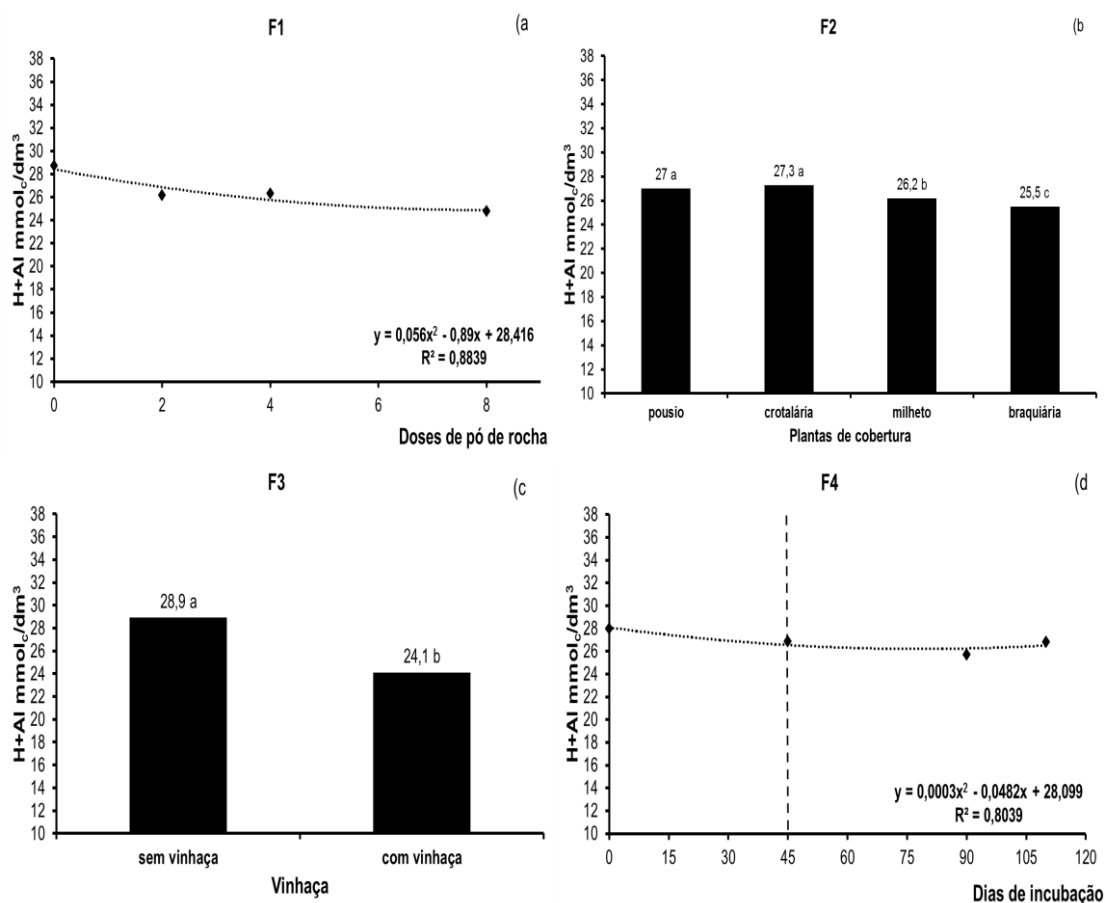 F1
(a
38
36
34
32
30
28
26
24
22
20
18
16
14
12
10
H+Al mmolc/dm³
y = 0,056x² - 0,89x + 28,416
R² = 0,8839
0 2 4 6 8
Doses de pó de rocha
F2
(b
38
36
34
32
30
28
26
24
22
20
18
16
14
12
10
H+Al mmolc/dm³
27 a 27,3 a 26,2 b 25,5 c
pousio crotalária milheto braquiária
Plantas de cobertura
F3
(c
38
36
34
32
30
28
26
24
22
20
18
16
14
12
10
H+Al mmolc/dm³
28,9 a 24,1 b
sem vinhaça com vinhaça
Vinhaça
F4
(d
38
36
34
32
30
28
26
24
22
20
18
16
14
12
10
H+Al mmolc/dm³
y = 0,0003x² - 0,0482x + 28,099
R² = 0,8039
0 15 30 45 60 75 90 105 120
Dias de incubação